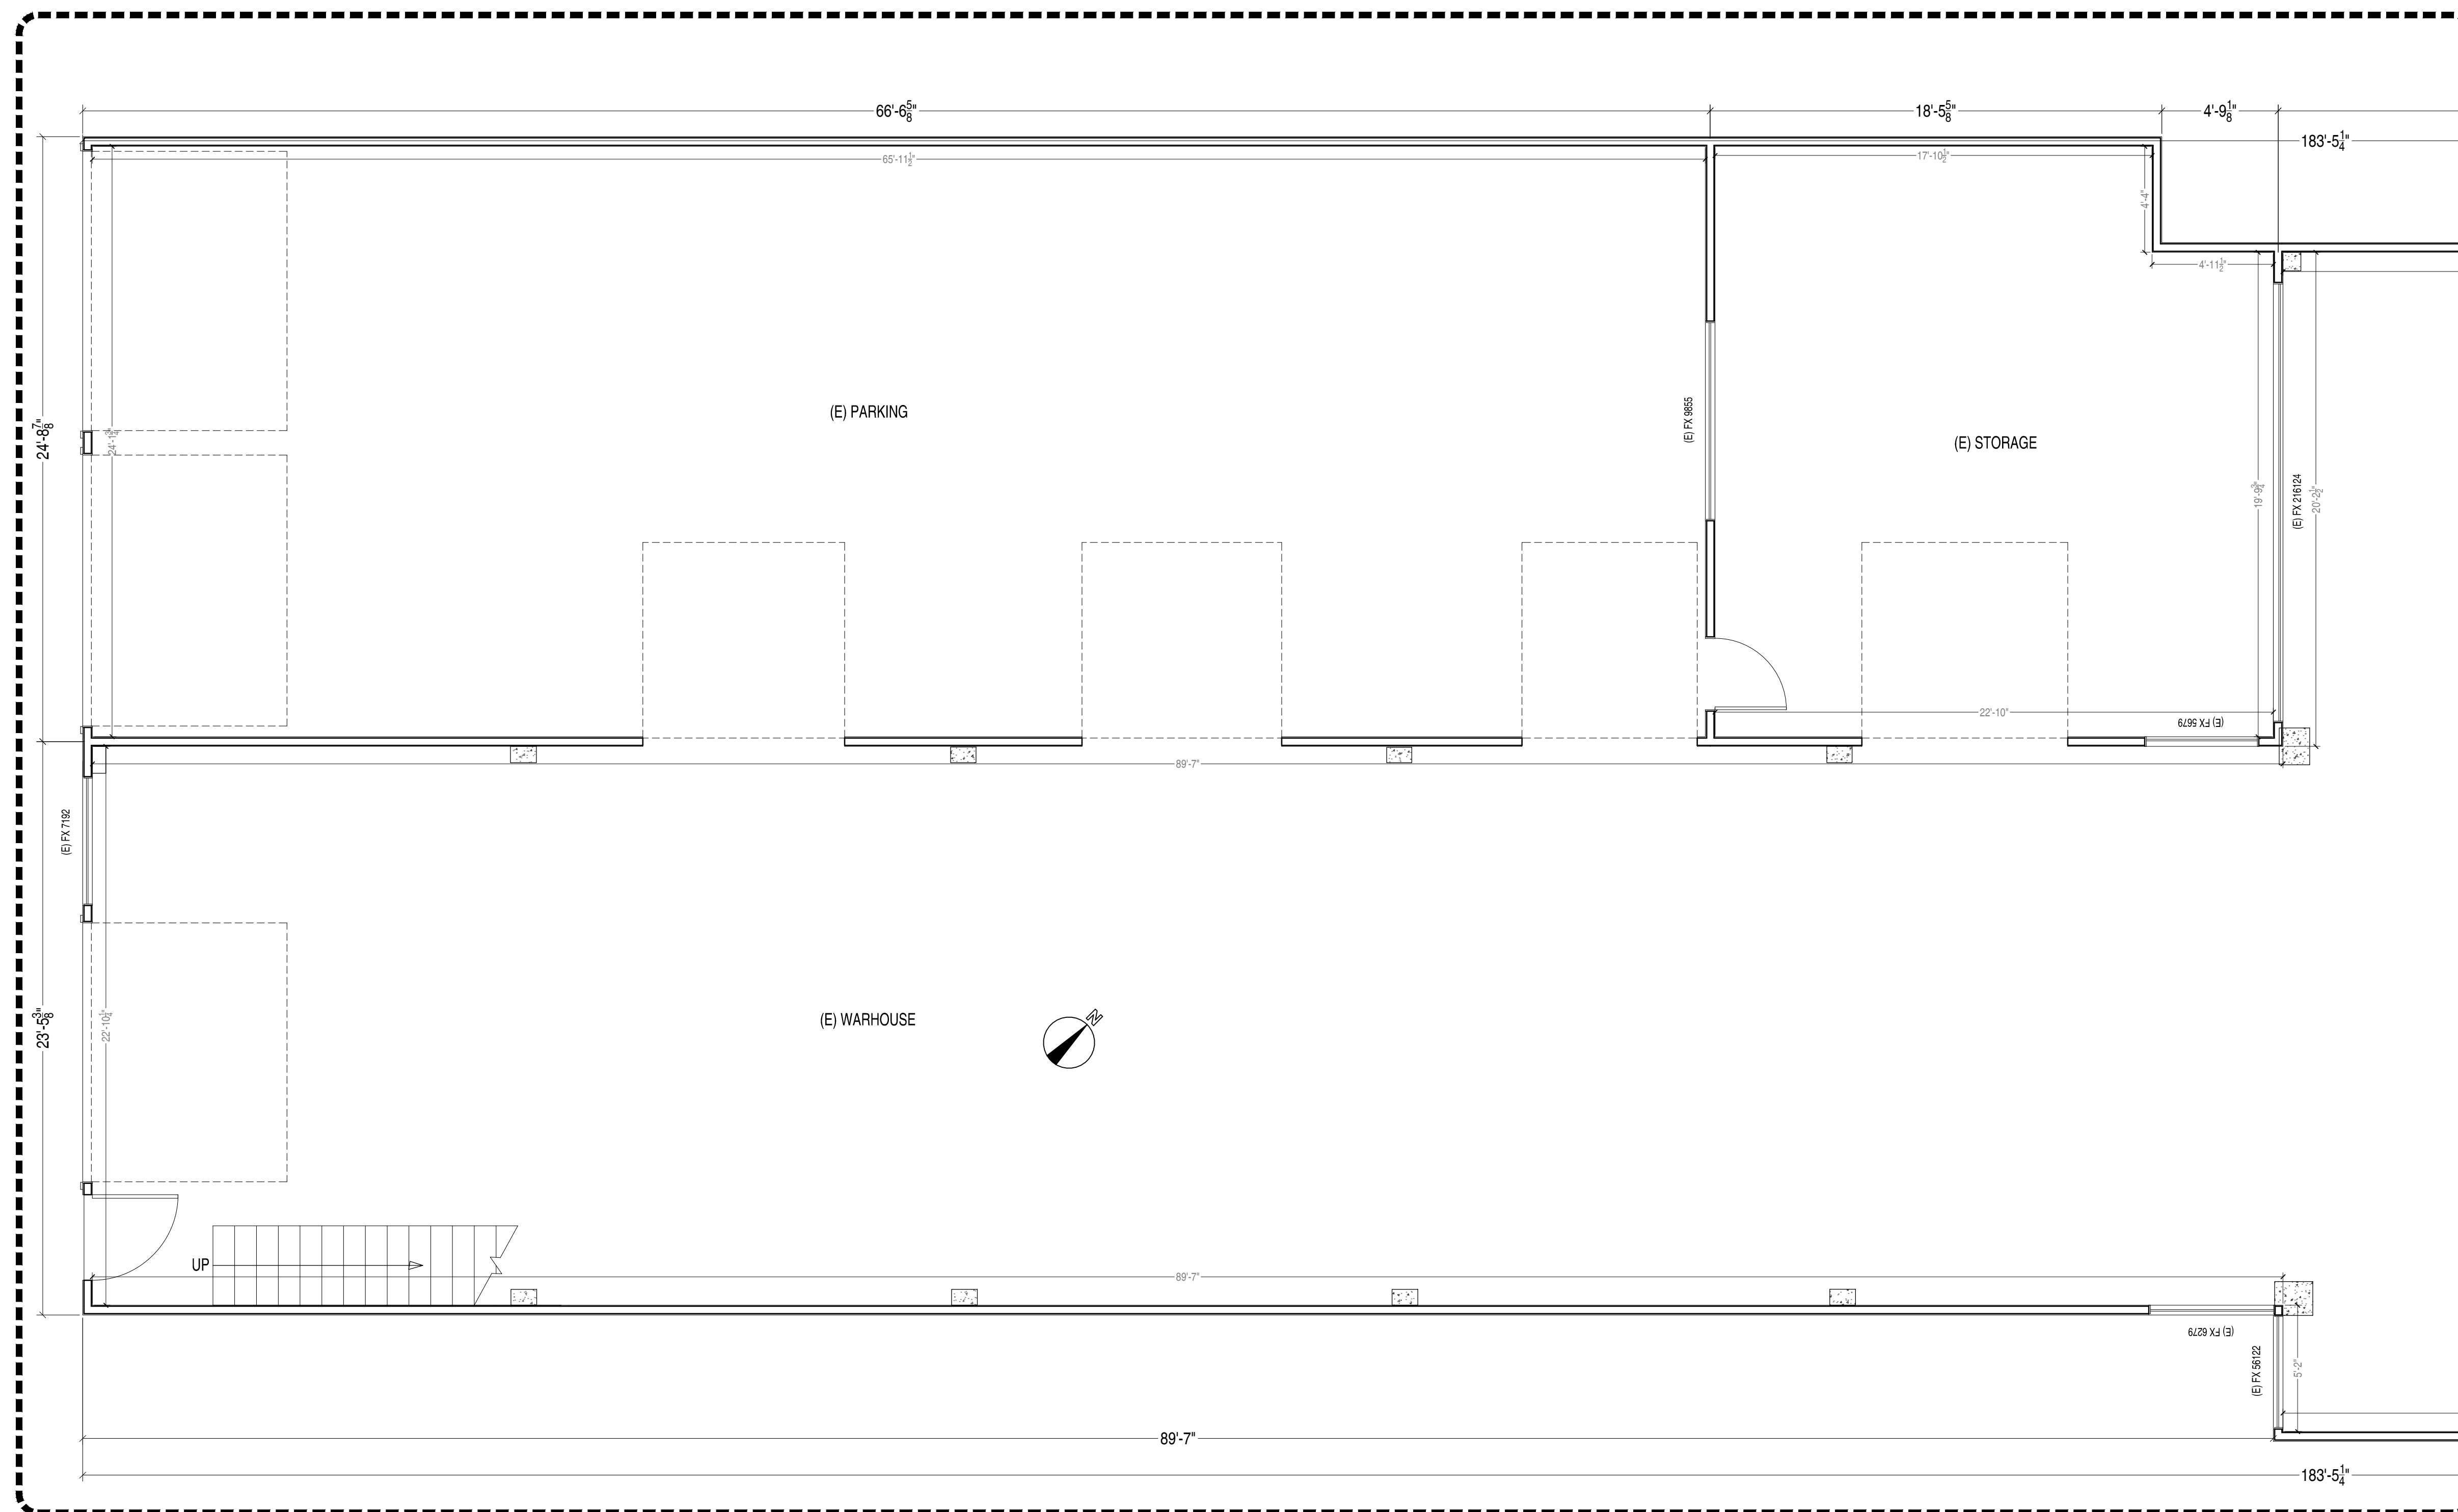 66'-6 5/8" 18'-5 5/8" 4'-9 1/8"
183'-5 1/4"
65'-11 1/2" 17'-10 1/2"
4'-4"
4'-11 1/2"
(E) PARKING
(E) FX 9855
24'-8 7/8"
24'-1 3/4"
(E) STORAGE
19'-9 3/4"
(E) FX 216124
20'-2 1/2"
22'-10"
(E) FX 5679
89'-7"
(E) FX 7192
23'-5 3/8"
22'-10 1/4"
(E) WARHOUSE
N
UP
89'-7"
(E) FX 6279
(E) FX 56122
5'-2"
89'-7"
183'-5 1/4"